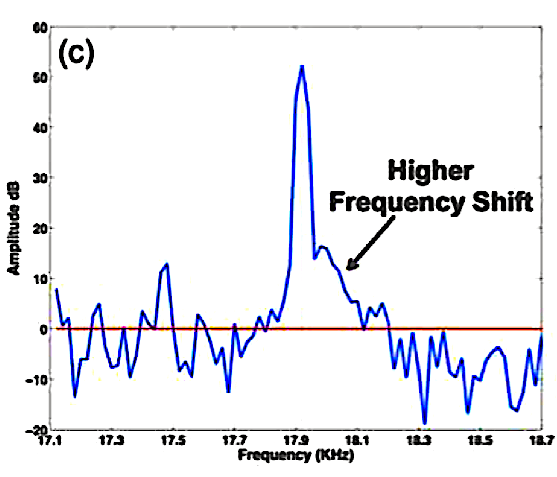 (c)
60
50
40
30
20
10
0
-10
-20
Amplitude dB
Higher
Frequency Shift
17.1 17.3 17.5 17.7 17.9 18.1 18.3 18.5 18.7
Frequency (KHz)